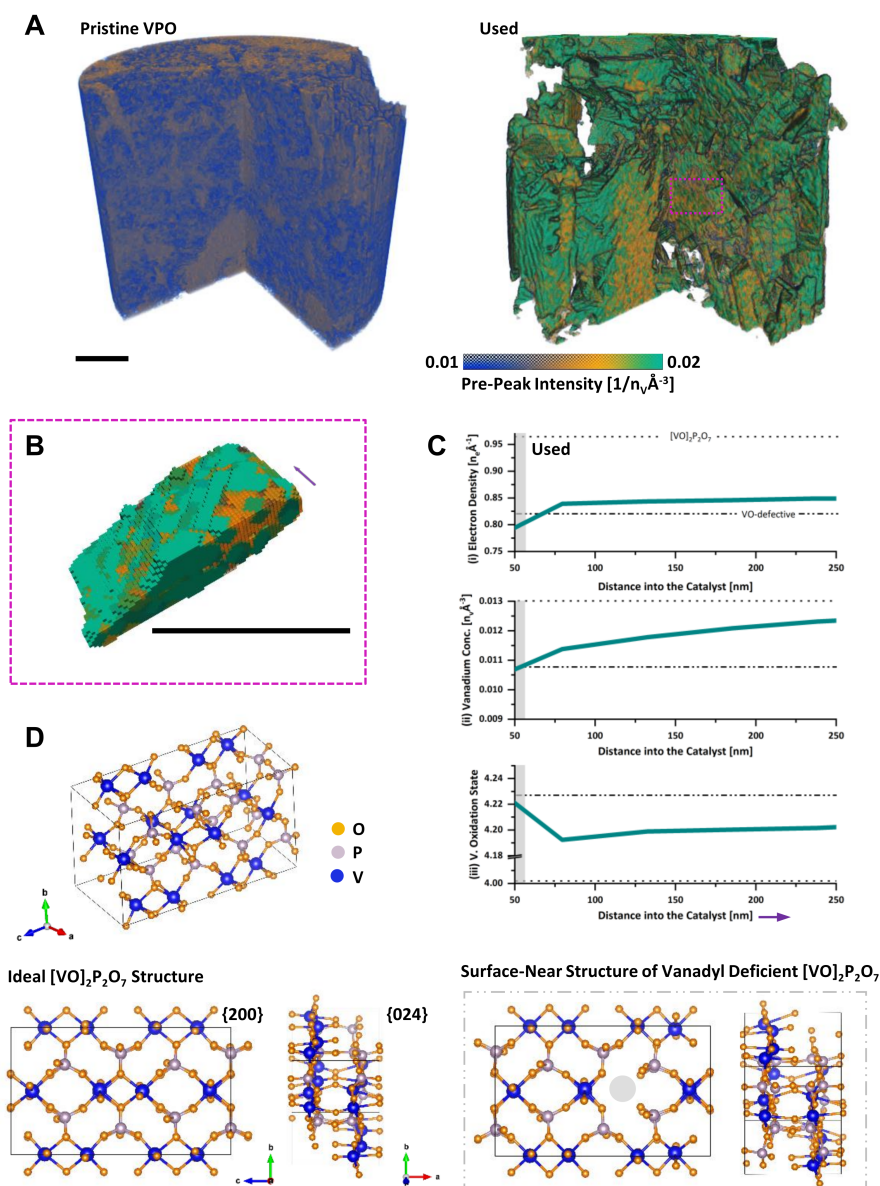 A
Pristine VPO
Used
0.01
0.02
Pre-Peak Intensity [1/nᵥÅ⁻³]
B
C
Used
[VO]₂P₂O₇
VO-defective
(i) Electron Density [nₑÅ⁻¹]
0.95
0.90
0.85
0.80
0.75
50 100 150 200 250
Distance into the Catalyst [nm]
(ii) Vanadium Conc. [nᵥÅ⁻³]
0.013
0.012
0.011
0.010
0.009
50 100 150 200 250
Distance into the Catalyst [nm]
(iii) V. Oxidation State
4.24
4.22
4.20
4.18
4.00
50 100 150 200 250
Distance into the Catalyst [nm]
D
O
P
V
b
c
a
Ideal [VO]₂P₂O₇ Structure
{200}
{024}
b
c
a
b
a
Surface-Near Structure of Vanadyl Deficient [VO]₂P₂O₇